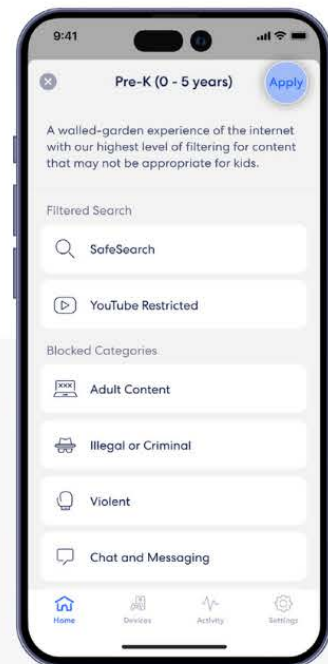 9:41
Pre-K (0 - 5 years)
Apply
A walled-garden experience of the internet
with our highest level of filtering for content
that may not be appropriate for kids.
Filtered Search
SafeSearch
YouTube Restricted
Blocked Categories
XXX
Adult Content
Illegal or Criminal
Violent
Chat and Messaging
Home
Devices
Activity
Settings